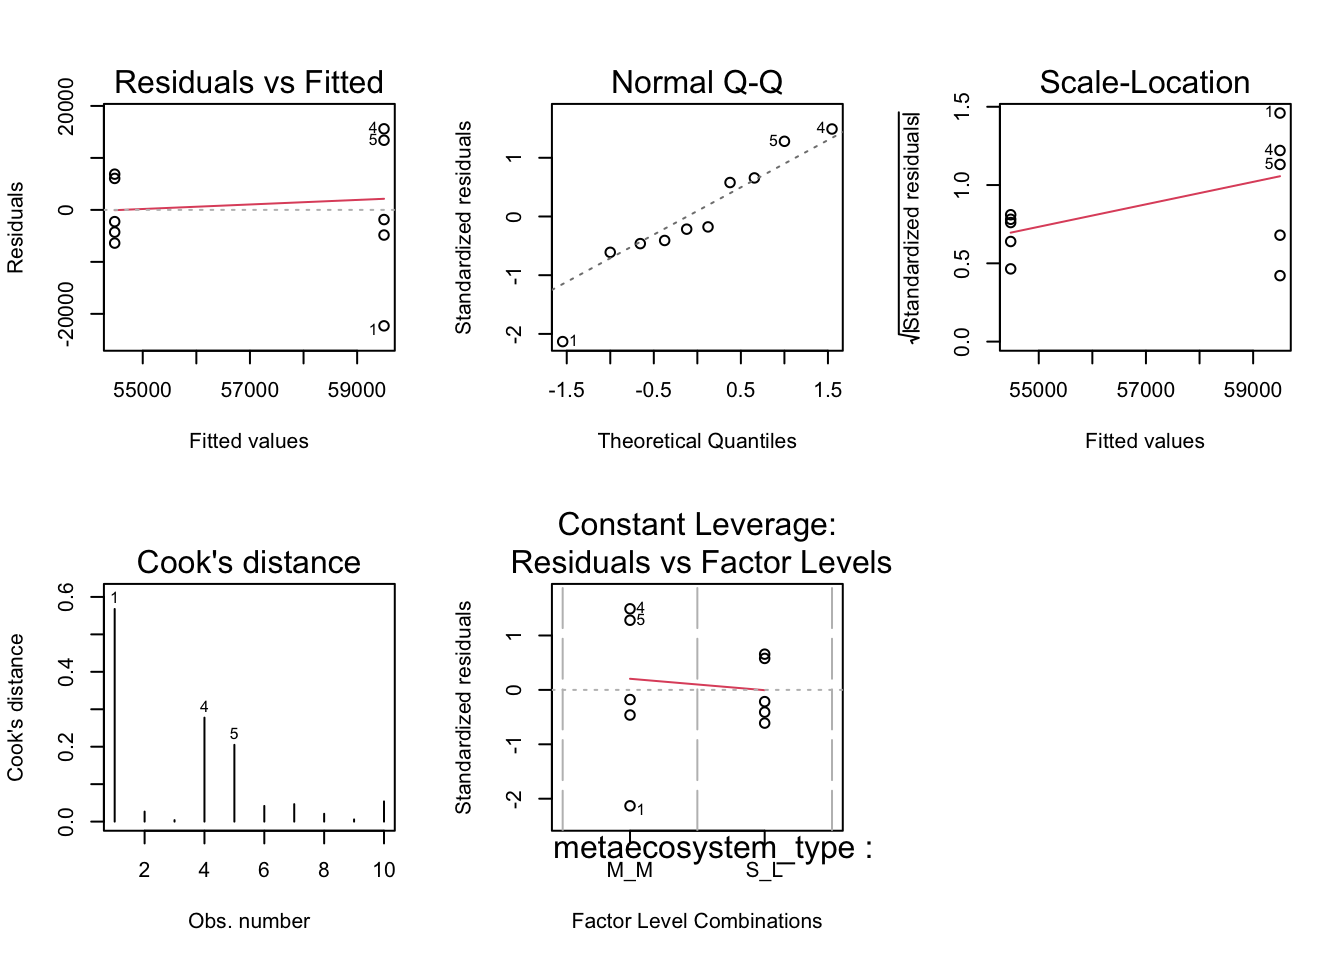 Residuals vs Fitted
Residuals
20000
0
-20000
4
5
1
55000 57000 59000
Fitted values
Normal Q-Q
Standardized residuals
1
0
-1
-2
5
4
1
-1.5 -0.5 0.5 1.5
Theoretical Quantiles
Scale-Location
√|Standardized residuals|
1.5
1.0
0.5
0.0
1
4
5
55000 57000 59000
Fitted values
Cook's distance
Cook's distance
0.6
0.4
0.2
0.0
1
4
5
2 4 6 8 10
Obs. number
Constant Leverage:
Residuals vs Factor Levels
Standardized residuals
1
0
-1
-2
4
5
1
metaecosystem_type :
M_M S_L
Factor Level Combinations